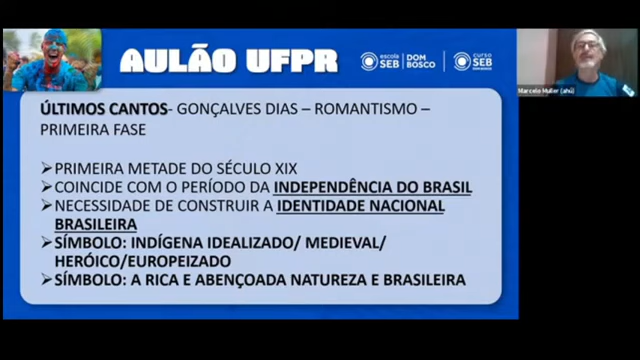 AULÃO UFPR
escola
SEB DOM
BOSCO
curso
SEB
Marcelo Muller (ahú)
ÚLTIMOS CANTOS- GONÇALVES DIAS – ROMANTISMO –
PRIMEIRA FASE
➢PRIMEIRA METADE DO SÉCULO XIX
➢COINCIDE COM O PERÍODO DA INDEPENDÊNCIA DO BRASIL
➢NECESSIDADE DE CONSTRUIR A IDENTIDADE NACIONAL
BRASILEIRA
➢SÍMBOLO: INDÍGENA IDEALIZADO/ MEDIEVAL/
HERÓICO/EUROPEIZADO
➢SÍMBOLO: A RICA E ABENÇOADA NATUREZA E BRASILEIRA